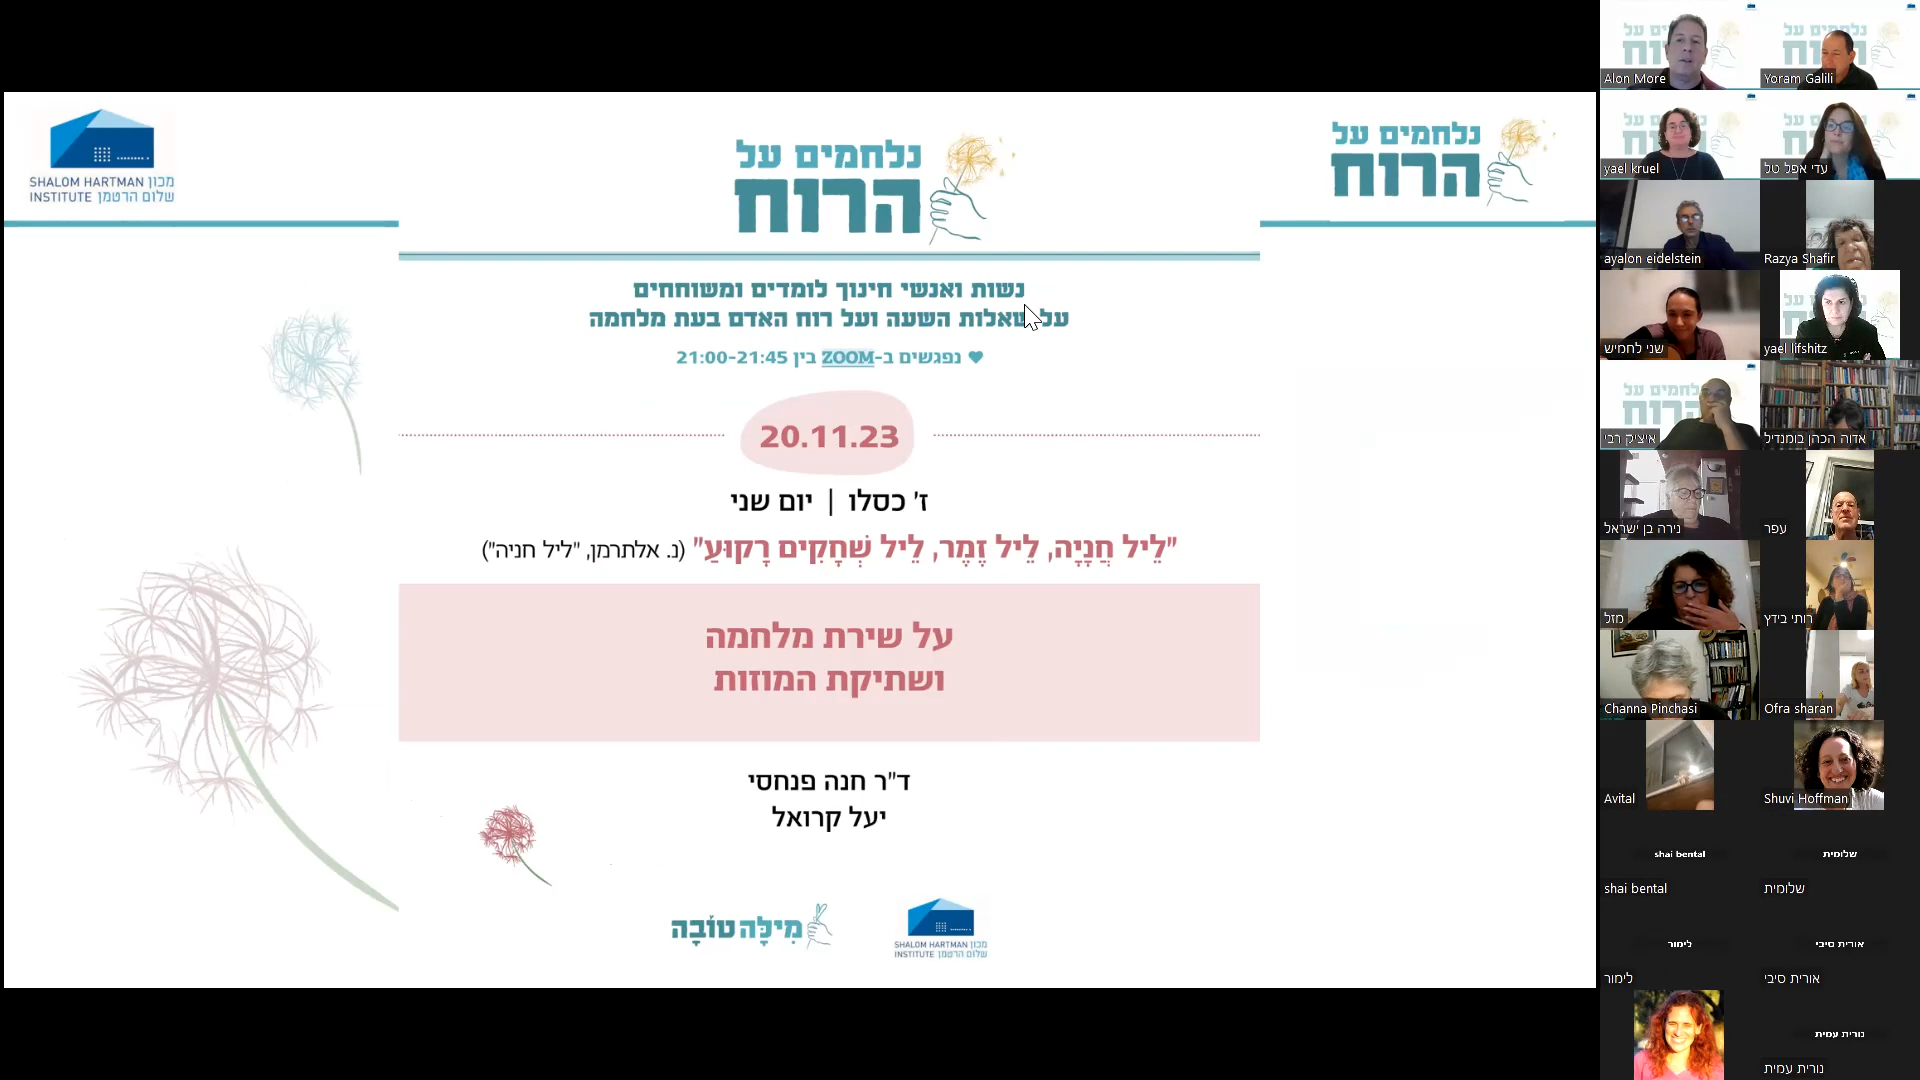 SHALOM HARTMAN מכון
INSTITUTE שלום הרטמן
נלחמים על
הרוח
נלחמים על
הרוח
נשות ואנשי חינוך לומדים ומשוחחים
על שאלות השעה ועל רוח האדם בעת מלחמה
♥ נפגשים ב-ZOOM בין 21:00-21:45
20.11.23
ז' כסלו | יום שני
"לֵיל חֲנָיָה, לֵיל זֶמֶר, לֵיל שְׁחָקִים רָקוּעַ" (נ. אלתרמן, "ליל חניה")
על שירת מלחמה
ושתיקת המוזות
ד"ר חנה פנחסי
יעל קרואל
מִילָּה טוֹבָה
SHALOM HARTMAN מכון
INSTITUTE שלום הרטמן
Alon More
Yoram Galili
yael kruel
עדי אפל טל
ayalon eidelstein
Razya Shafir
שני לחמיש
yael lifshitz
איציק רבי
אדוה הכהן בומנדיל
נירה בן ישראל
עפר
מזל
רותי בידץ
Channa Pinchasi
Ofra sharan
Avital
Shuvi Hoffman
shai bental
שלומית
shai bental
שלומית
לימור
אורית סיבי
לימור
אורית סיבי
נורית עמית
נורית עמית